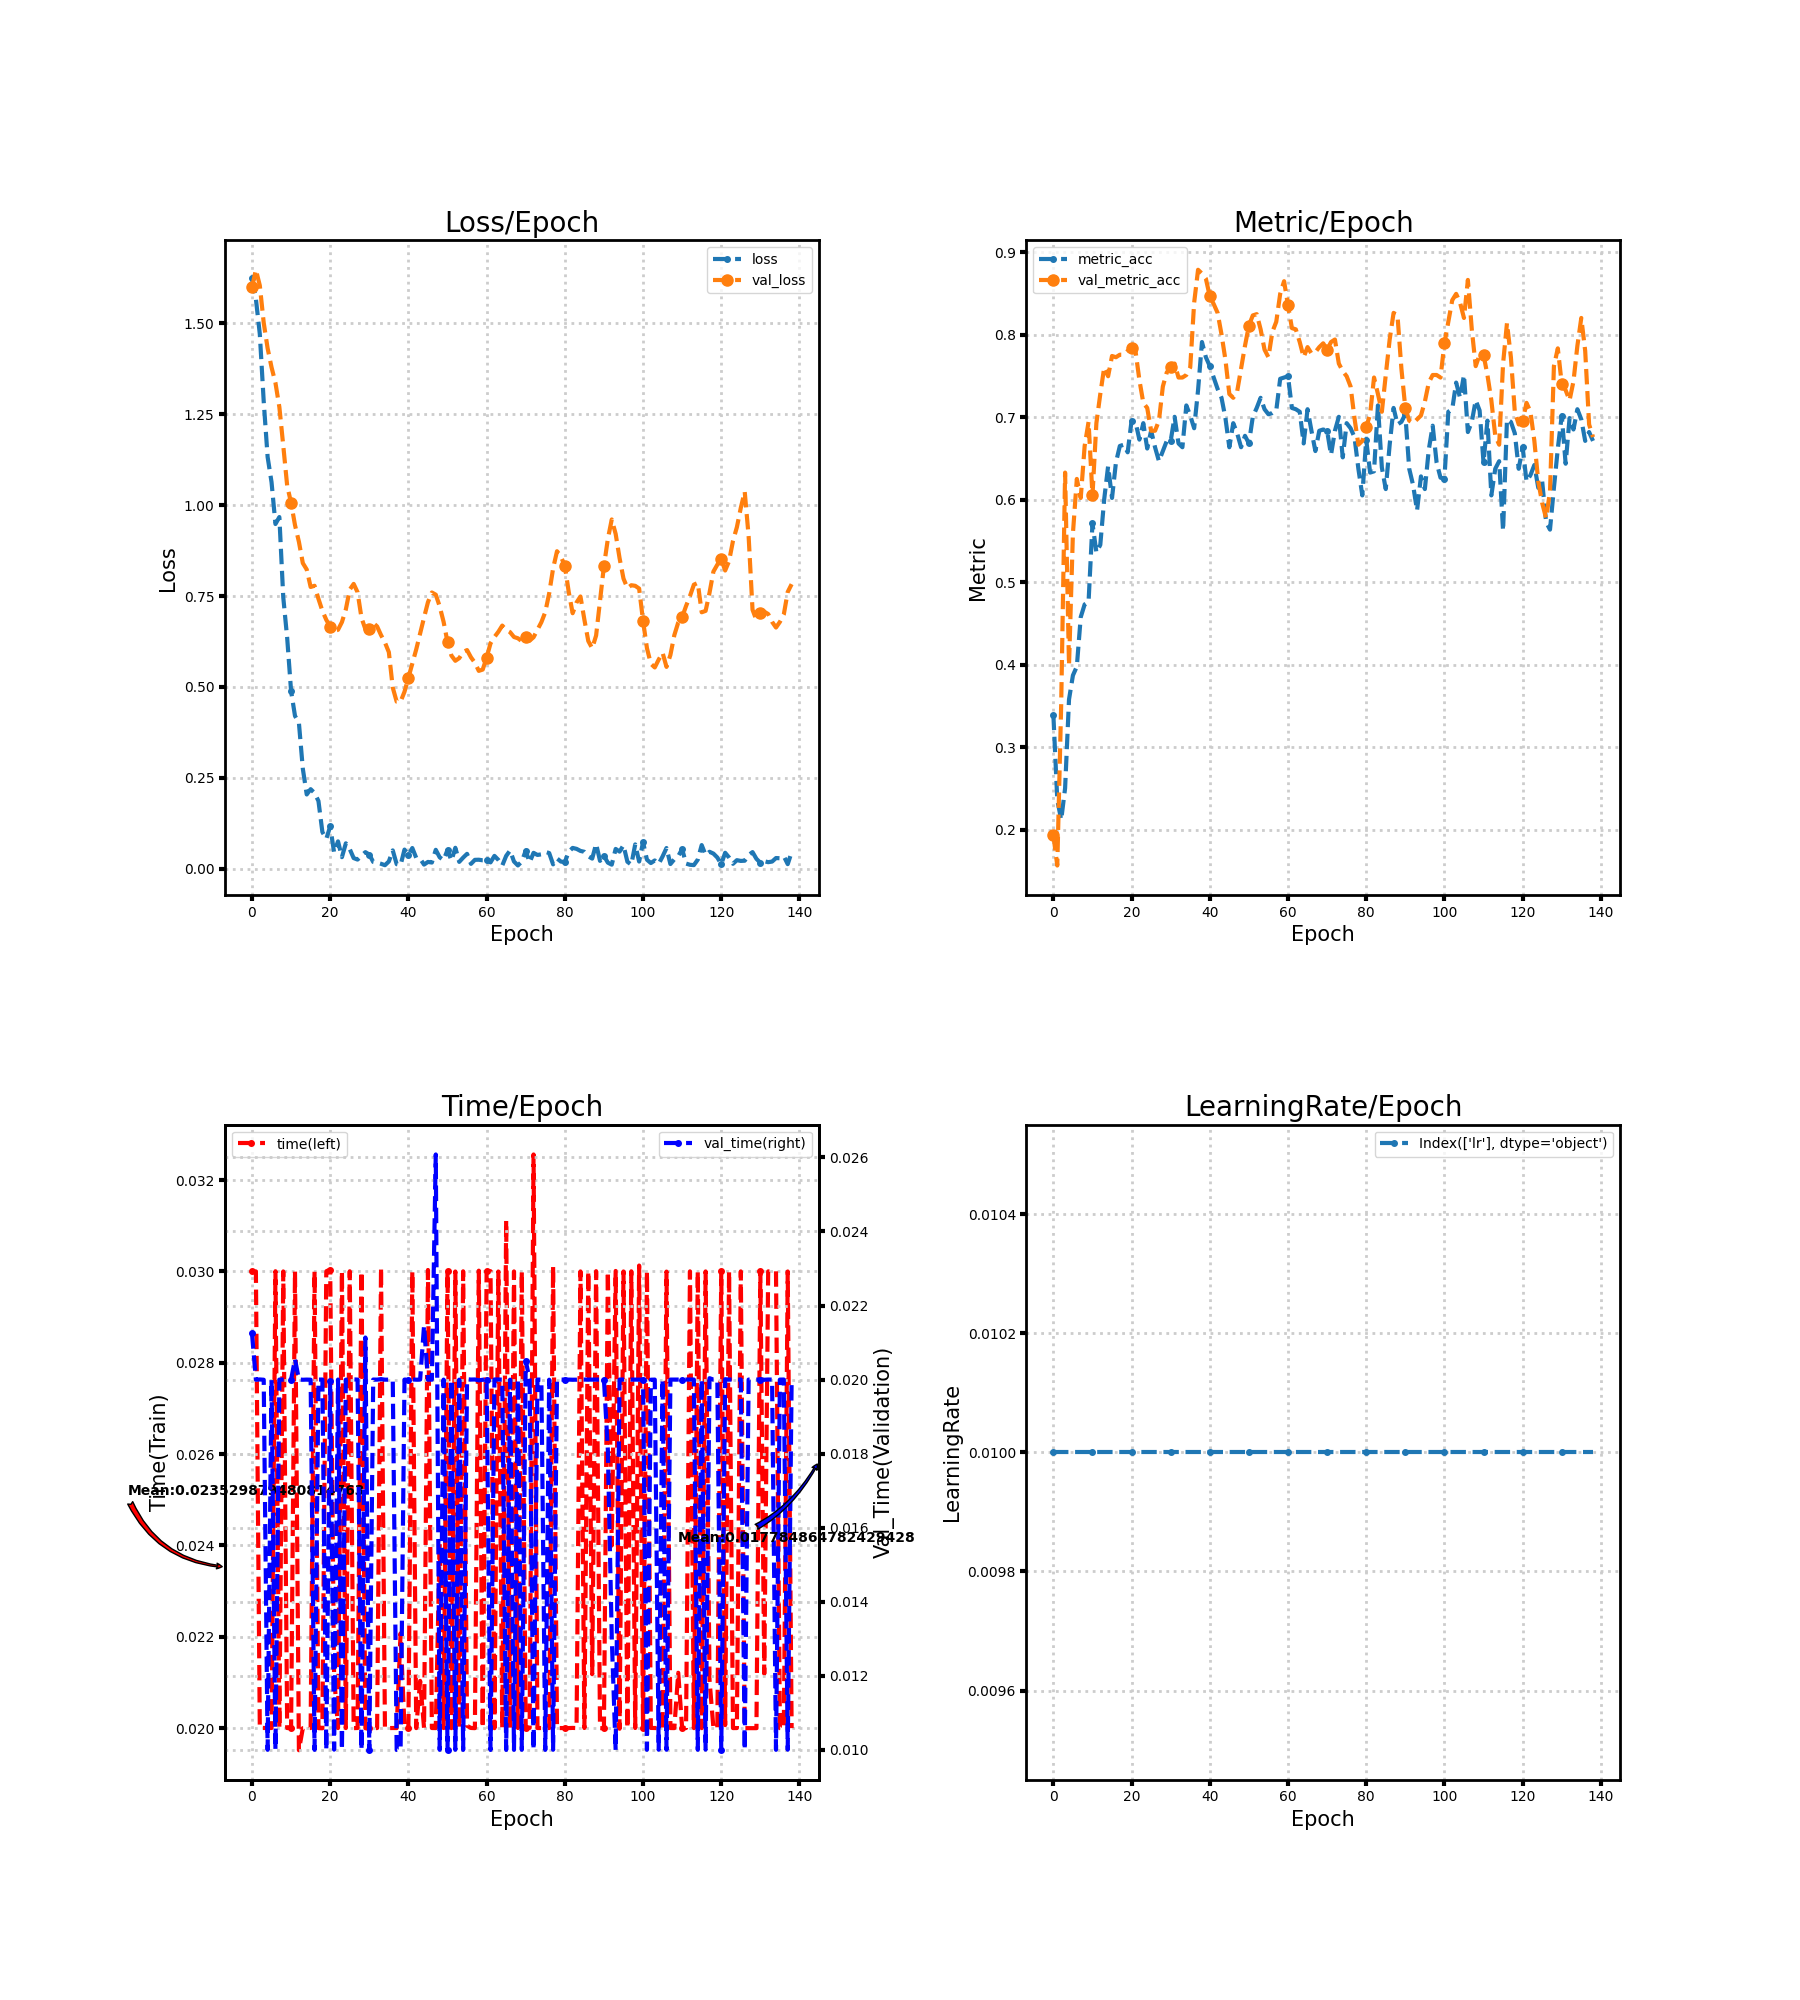 Loss/Epoch
loss
val_loss
1.50
1.25
1.00
0.75
0.50
0.25
0.00
Loss
0 20 40 60 80 100 120 140
Epoch
Metric/Epoch
metric_acc
val_metric_acc
0.9
0.8
0.7
0.6
0.5
0.4
0.3
0.2
Metric
0 20 40 60 80 100 120 140
Epoch
Time/Epoch
time(left)
val_time(right)
0.032
0.030
0.028
0.026
0.024
0.022
0.020
Time(Train)
0.026
0.024
0.022
0.020
0.018
0.016
0.014
0.012
0.010
Val_Time(Validation)
Mean:0.017784864782429428
0 20 40 60 80 100 120 140
Epoch
LearningRate/Epoch
Index(['lr'], dtype='object')
0.0104
0.0102
0.0100
0.0098
0.0096
LearningRate
0 20 40 60 80 100 120 140
Epoch